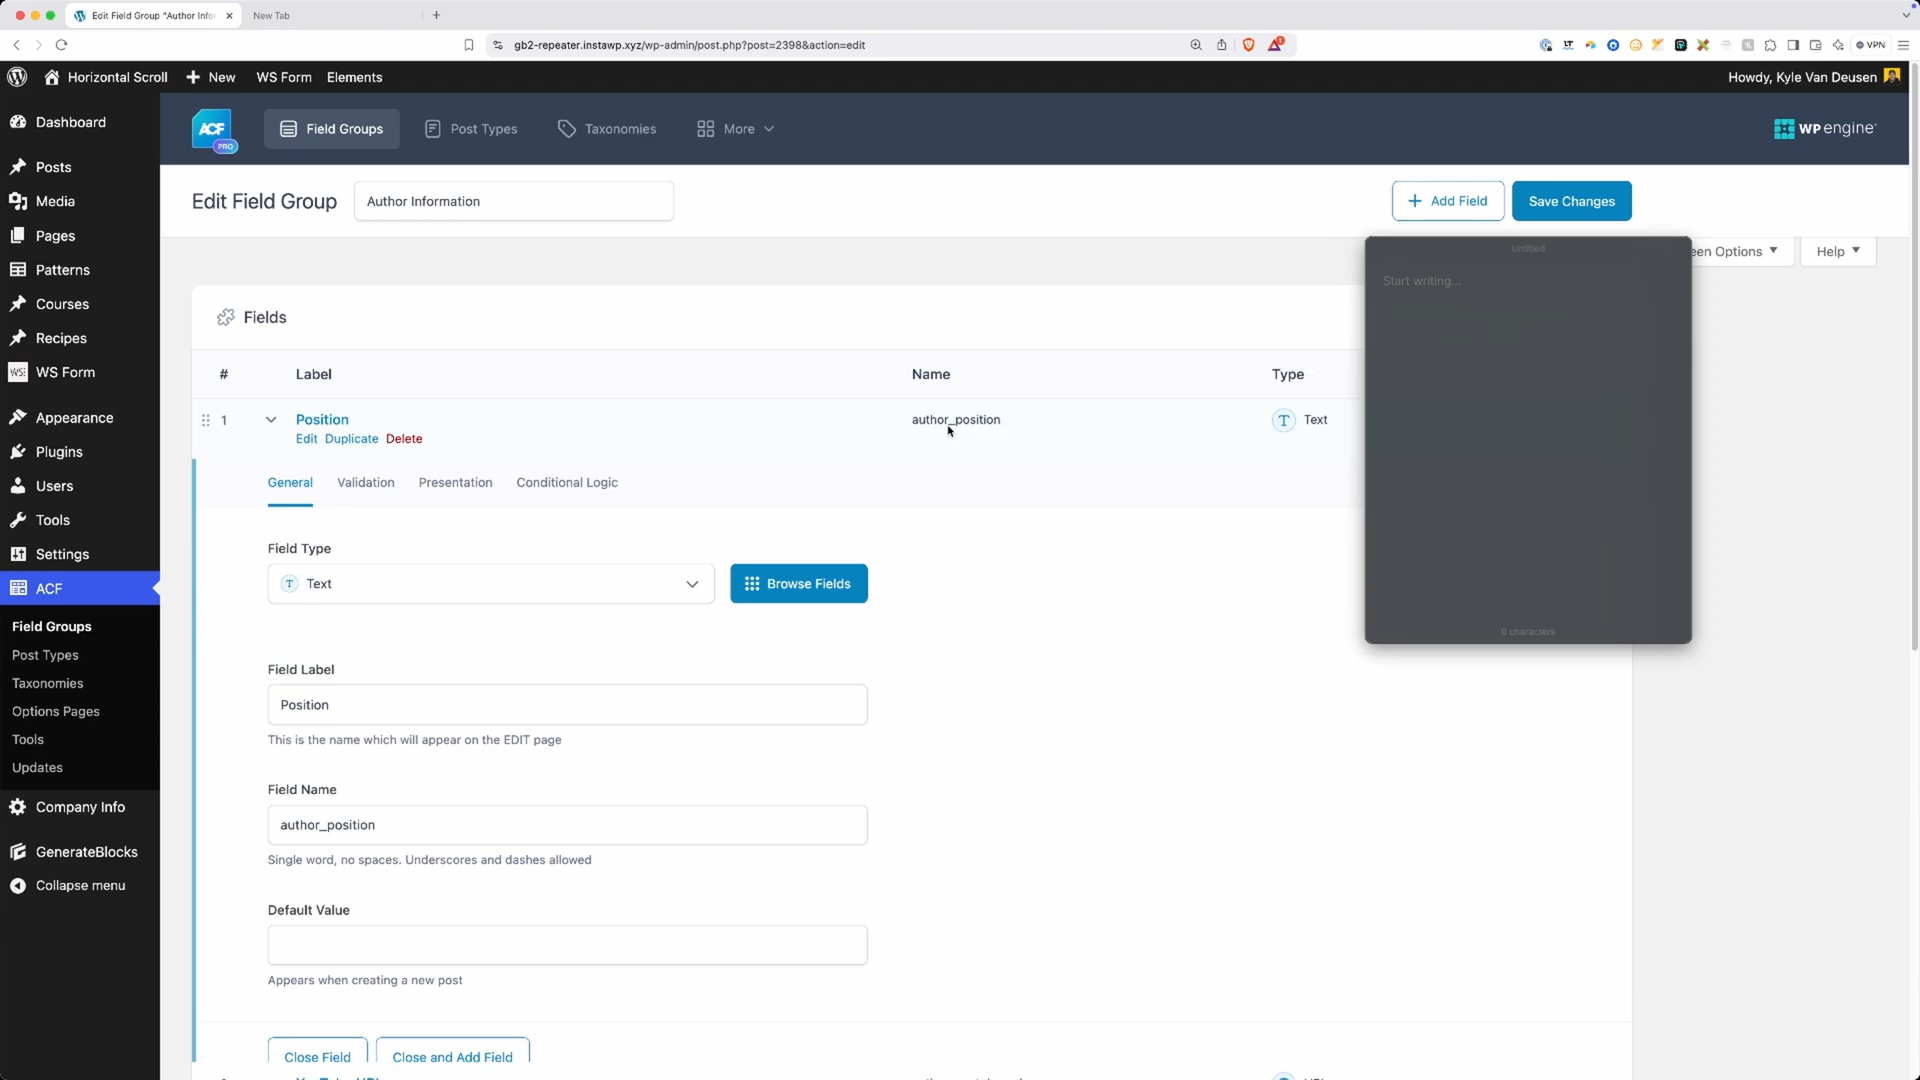 Edit Field Group "Author Infor
New Tab
gb2-repeater.instawp.xyz/wp-admin/post.php?post=2398&action=edit
VPN
Horizontal Scroll
New
WS Form
Elements
Howdy, Kyle Van Deusen
Dashboard
Posts
Media
Pages
Patterns
Courses
Recipes
WS Form
Appearance
Plugins
Users
Tools
Settings
ACF
Field Groups
Post Types
Taxonomies
Options Pages
Tools
Updates
Company Info
GenerateBlocks
Collapse menu
ACF
PRO
Field Groups
Post Types
Taxonomies
More
WP engine
Edit Field Group
Author Information
+ Add Field
Save Changes
een Options
Help
Untitled
Start writing...
0 characters
Fields
# Label Name Type
1 Position author_position Text
Edit Duplicate Delete
General Validation Presentation Conditional Logic
Field Type
Text
Browse Fields
Field Label
Position
This is the name which will appear on the EDIT page
Field Name
author_position
Single word, no spaces. Underscores and dashes allowed
Default Value
Appears when creating a new post
Close Field
Close and Add Field